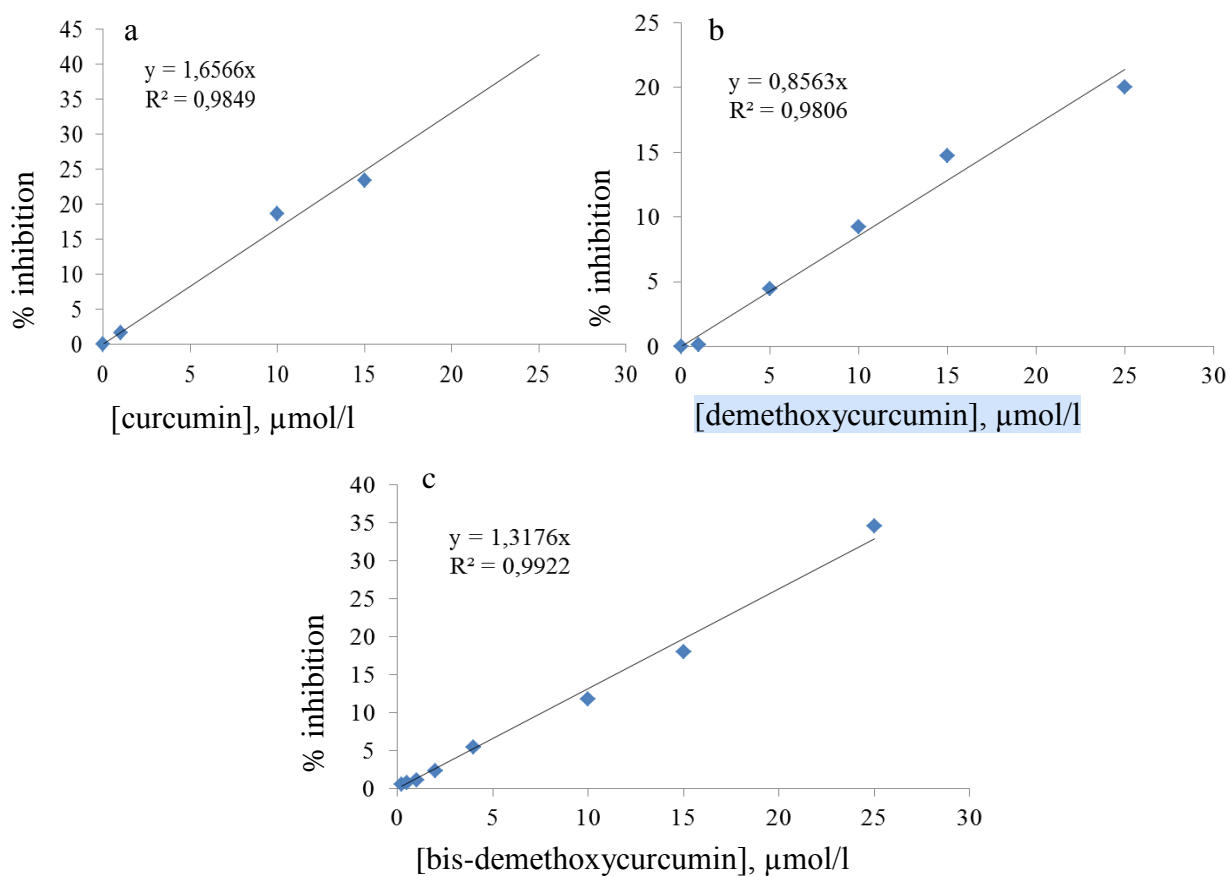 a
y = 1,6566x
R² = 0,9849
45
40
35
30
25
20
15
10
5
0
0 5 10 15 20 25 30
% inhibition
[curcumin], µmol/l
b
y = 0,8563x
R² = 0,9806
25
20
15
10
5
0
0 5 10 15 20 25 30
% inhibition
[demethoxycurcumin], µmol/l
c
y = 1,3176x
R² = 0,9922
40
35
30
25
20
15
10
5
0
0 5 10 15 20 25 30
% inhibition
[bis-demethoxycurcumin], µmol/l